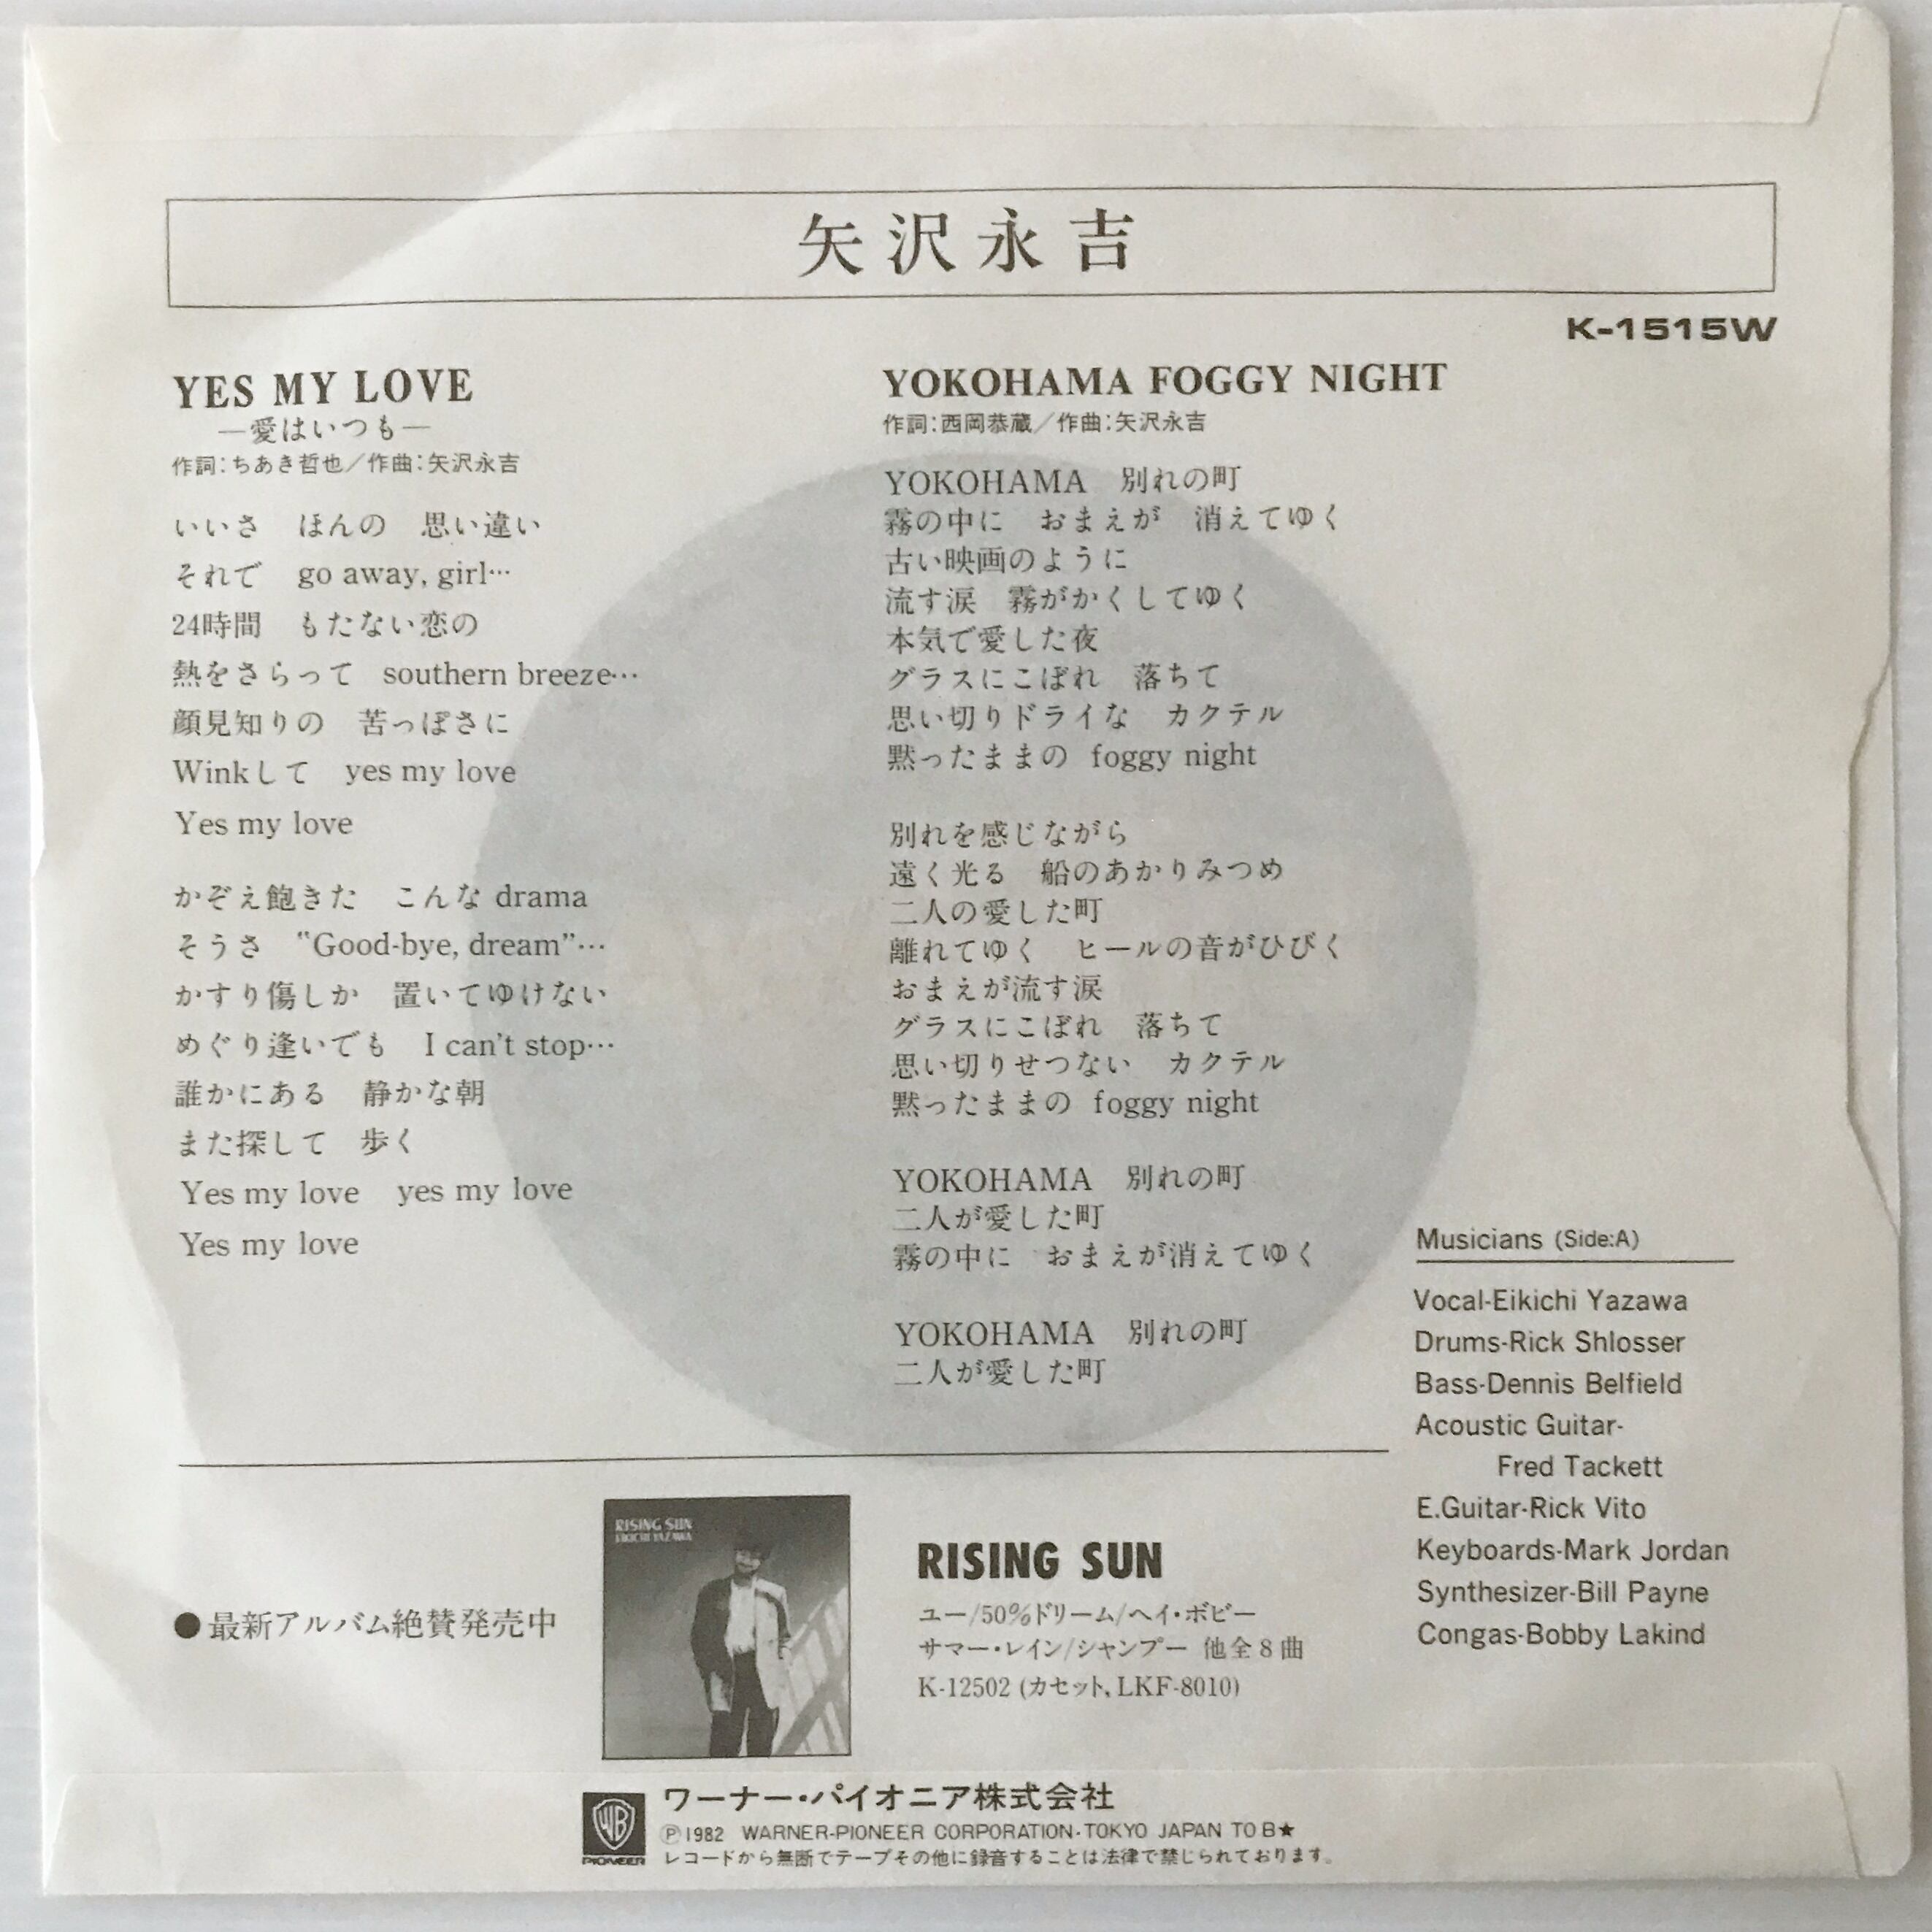 矢沢永吉
K-1515W
YES MY LOVE
—愛はいつも—
作詞:ちあき哲也/作曲:矢沢永吉
いいさ　ほんの　思い違い
それで　go away, girl…
24時間　もたない恋の
熱をさらって　southern breeze…
顔見知りの　苦っぽさに
Winkして　yes my love
Yes my love
かぞえ飽きた　こんな drama
そうさ　"Good-bye, dream"…
かすり傷しか　置いてゆけない
めぐり逢いでも　I can't stop…
誰かにある　静かな朝
また探して　歩く
Yes my love　yes my love
Yes my love
YOKOHAMA FOGGY NIGHT
作詞:西岡恭蔵/作曲:矢沢永吉
YOKOHAMA　別れの町
霧の中に　おまえが　消えてゆく
古い映画のように
流す涙　霧がかくしてゆく
本気で愛した夜
グラスにこぼれ　落ちて
思い切りドライな　カクテル
黙ったままの foggy night
別れを感じながら
遠く光る　船のあかりみつめ
二人の愛した町
離れてゆく　ヒールの音がひびく
おまえが流す涙
グラスにこぼれ　落ちて
思い切りせつない　カクテル
黙ったままの foggy night
YOKOHAMA　別れの町
二人が愛した町
霧の中に　おまえが消えてゆく
YOKOHAMA　別れの町
二人が愛した町
Musicians (Side:A)
Vocal-Eikichi Yazawa
Drums-Rick Shlosser
Bass-Dennis Belfield
Acoustic Guitar-
Fred Tackett
E.Guitar-Rick Vito
Keyboards-Mark Jordan
Synthesizer-Bill Payne
Congas-Bobby Lakind
●最新アルバム絶賛発売中
RISING SUN
EIKICHI YAZAWA
RISING SUN
ユー/50%ドリーム/ヘイ・ボビー
サマー・レイン/シャンプー 他全8曲
K-12502 (カセット、LKF-8010)
WB
PIONEER
ワーナー・パイオニア株式会社
Ⓟ1982 WARNER-PIONEER CORPORATION・TOKYO JAPAN TO B★
レコードから無断でテープその他に録音することは法律で禁じられております。